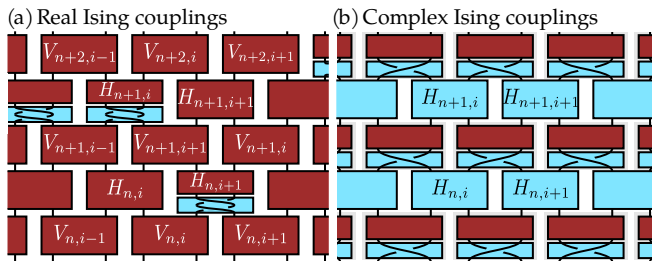 (a) Real Ising couplings
(b) Complex Ising couplings
V_{n+2,i-1} V_{n+2,i} V_{n+2,i+1}
H_{n+1,i} H_{n+1,i+1}
V_{n+1,i-1} V_{n+1,i+1} V_{n+1,i}
H_{n,i} H_{n,i+1}
V_{n,i-1} V_{n,i} V_{n,i+1}
H_{n+1,i} H_{n+1,i+1}
H_{n,i} H_{n,i+1}